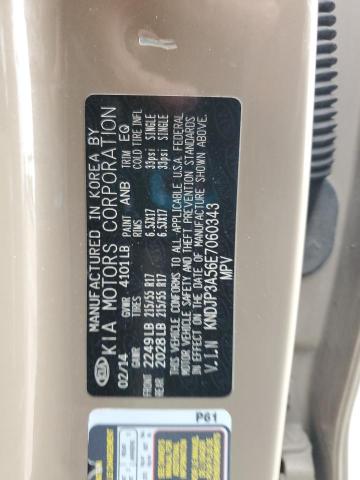 MANUFACTURED IN KOREA BY
KIA MOTORS CORPORATION
KIA
02/14 GVWR 4101LB PAINT ANB TRIM EQ
TIRES RIMS COLD TIRE INFL
FRONT 2249LB 215/55 R17 6.5JX17 33psi SINGLE
REAR 2028LB 215/55 R17 6.5JX17 33psi SINGLE
THIS VEHICLE CONFORMS TO ALL APPLICABLE U.S.A. FEDERAL
MOTOR VEHICLE SAFETY AND THEFT PREVENTION
STANDARDS IN EFFECT ON THE DATE OF MANUFACTURE SHOWN ABOVE.
V.I.N KNDJP3A56E7060343
MPV
P61